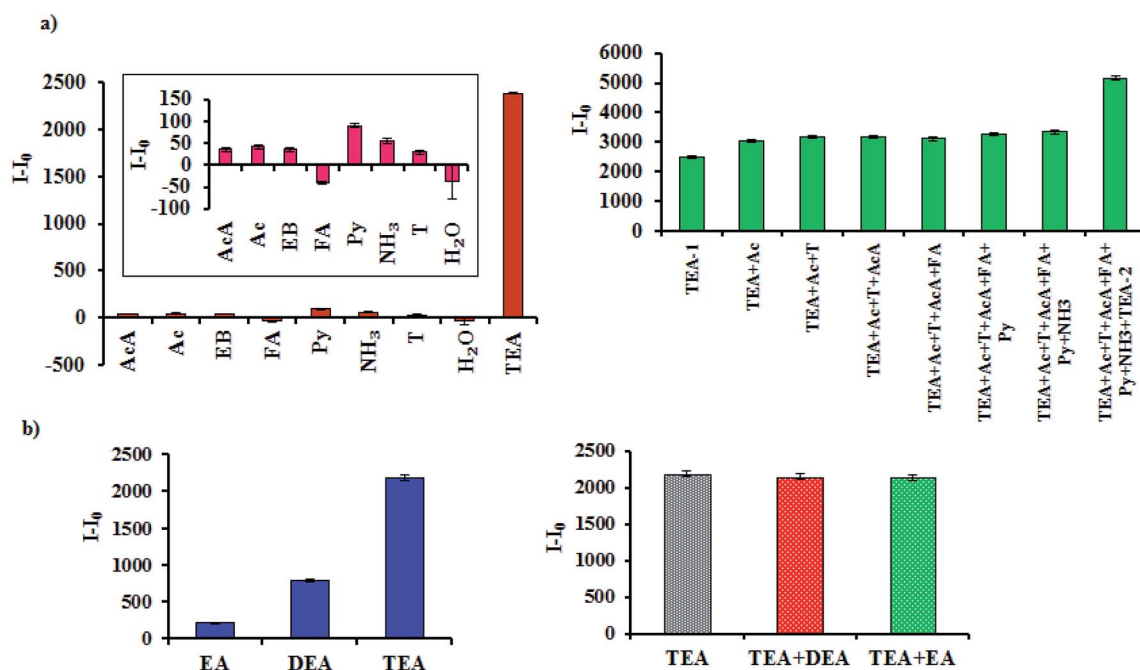 a)
2500
2000
1500
1000
500
0
-500
I-I0
150
100
50
0
-50
-100
I-I0
AcA
Ac
EB
FA
Py
NH3
T
H2O
AcA
Ac
EB
FA
Py
NH3
T
H2O
TEA
6000
5000
4000
3000
2000
1000
0
I-I0
TEA-1
TEA+Ac
TEA+Ac+T
TEA+Ac+T+AcA
TEA+Ac+T+AcA+FA
TEA+Ac+T+AcA+FA+
Py
TEA+Ac+T+AcA+FA+
Py+NH3
TEA+Ac+T+AcA+FA+
Py+NH3+TEA-2
b)
2500
2000
1500
1000
500
0
I-I0
EA DEA TEA
2500
2000
1500
1000
500
0
I-I0
TEA TEA+DEA TEA+EA